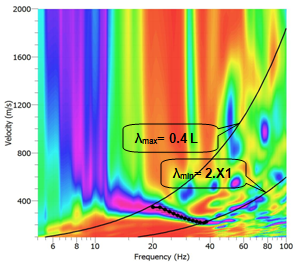 2000
1600
1200
800
400
Velocity (m/s)
λmax= 0.4 L
λmin= 2.X1
6 8 10 20 40 60 80 100
Frequency (Hz)